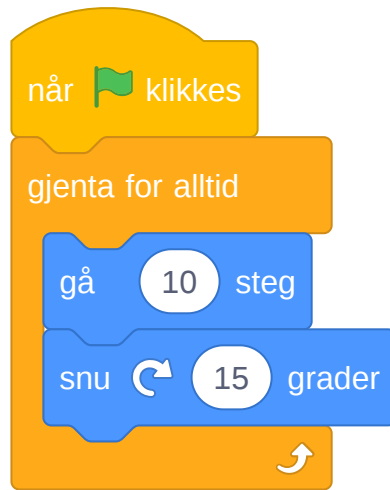 når klikkes
gjenta for alltid
gå 10 steg
snu 15 grader